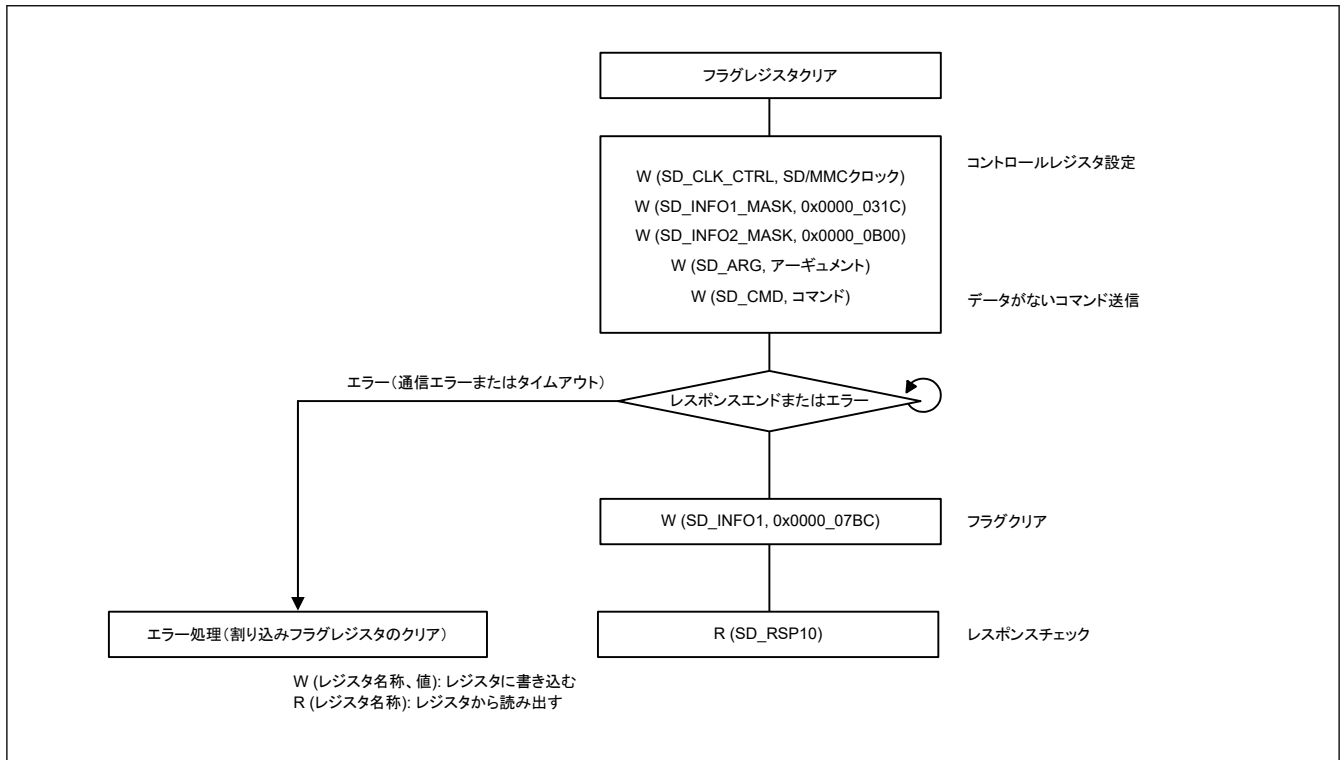 フラグレジスタクリア
W (SD_CLK_CTRL, SD/MMCクロック)
コントロールレジスタ設定
W (SD_INFO1_MASK, 0x0000_031C)
W (SD_INFO2_MASK, 0x0000_0B00)
W (SD_ARG, アーギュメント)
W (SD_CMD, コマンド)
データがないコマンド送信
エラー（通信エラーまたはタイムアウト）
レスポンスエンドまたはエラー
W (SD_INFO1, 0x0000_07BC)
フラグクリア
エラー処理（割り込みフラグレジスタのクリア）
R (SD_RSP10)
レスポンスチェック
W (レジスタ名称、値): レジスタに書き込む
R (レジスタ名称): レジスタから読み出す